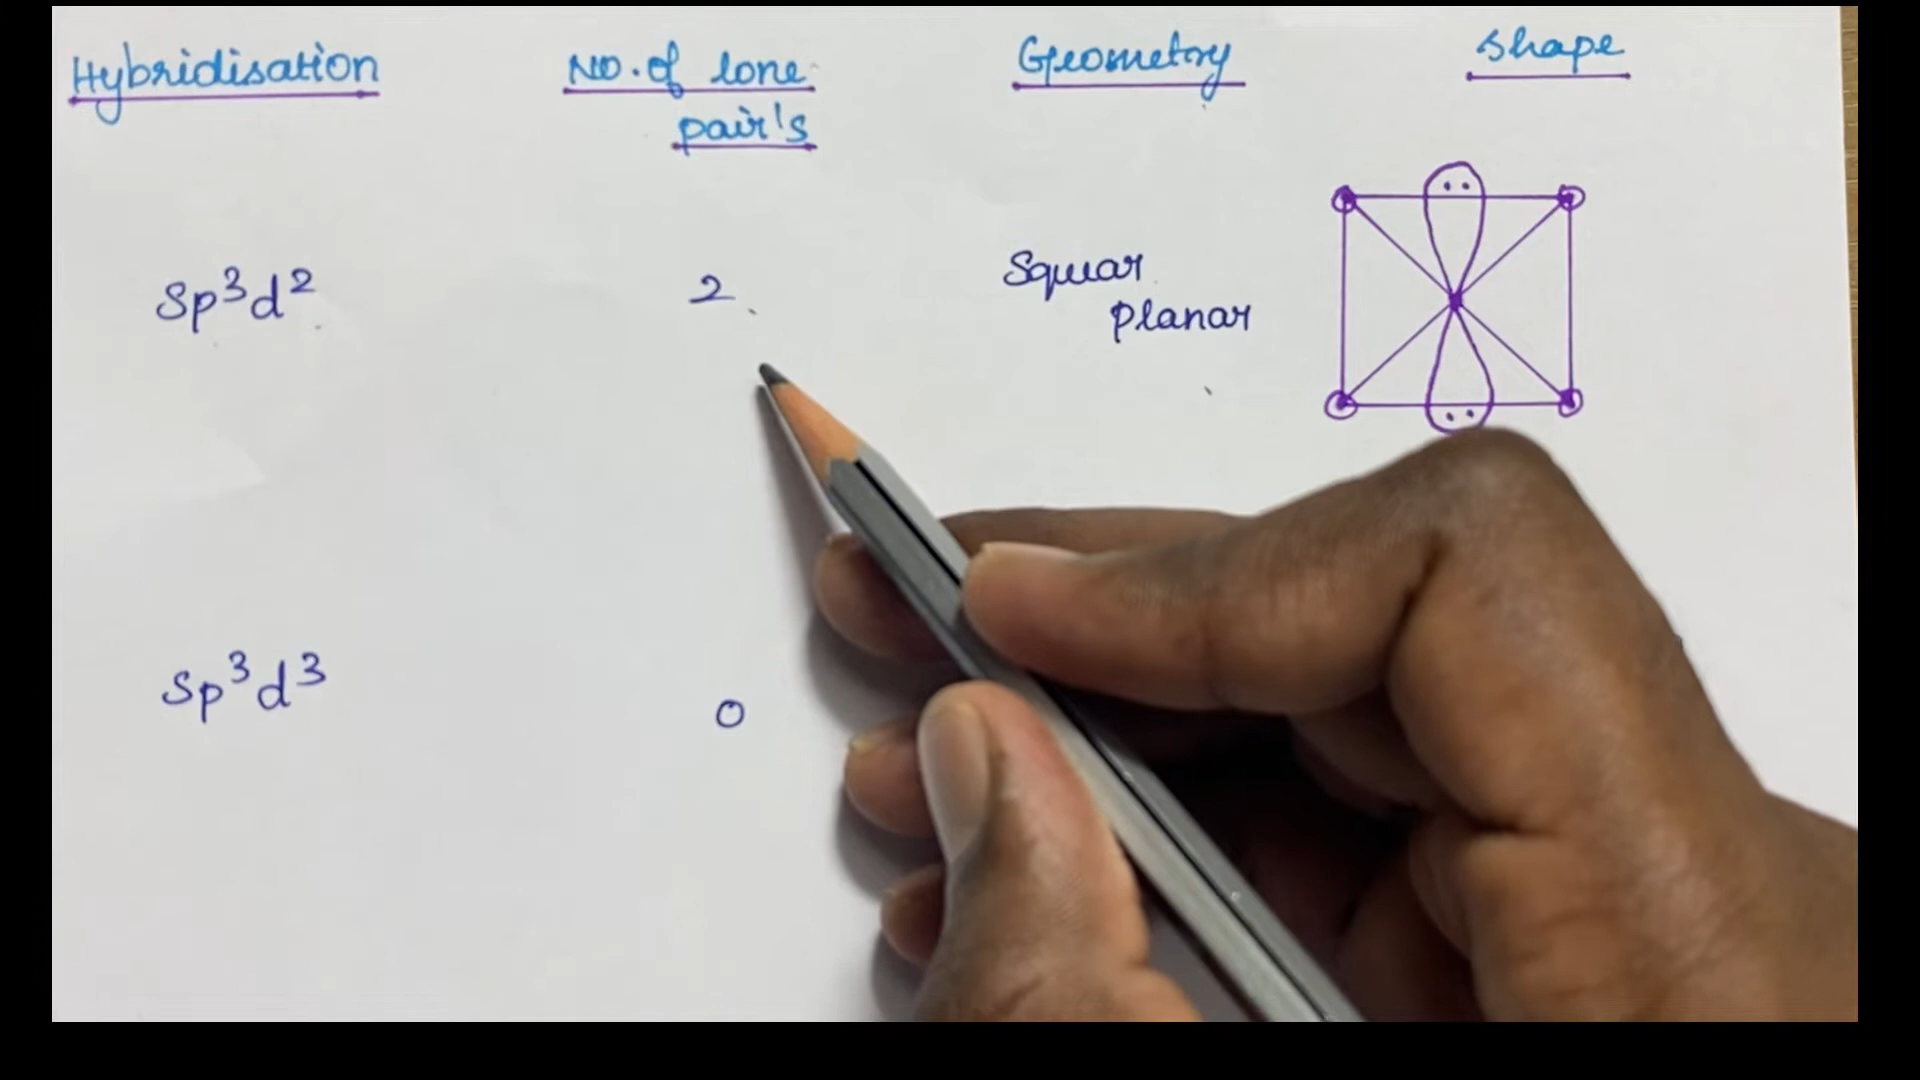 Hybridisation
No. of lone
pair's
Geometry
Shape
Sp³d²
2
Squar
planar
Sp³d³
0